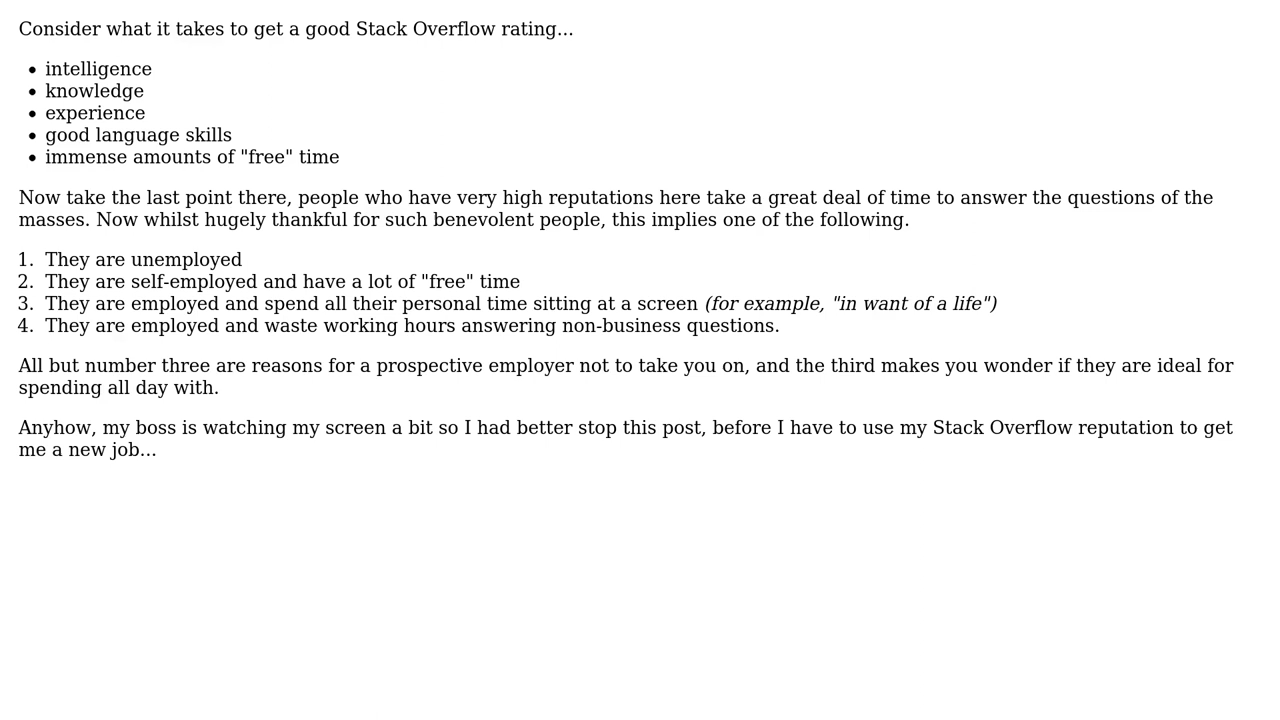 Consider what it takes to get a good Stack Overflow rating...
• intelligence
• knowledge
• experience
• good language skills
• immense amounts of "free" time
Now take the last point there, people who have very high reputations here take a great deal of time to answer the questions of the
masses. Now whilst hugely thankful for such benevolent people, this implies one of the following.
1. They are unemployed
2. They are self-employed and have a lot of "free" time
3. They are employed and spend all their personal time sitting at a screen (for example, "in want of a life")
4. They are employed and waste working hours answering non-business questions.
All but number three are reasons for a prospective employer not to take you on, and the third makes you wonder if they are ideal for
spending all day with.
Anyhow, my boss is watching my screen a bit so I had better stop this post, before I have to use my Stack Overflow reputation to get
me a new job...